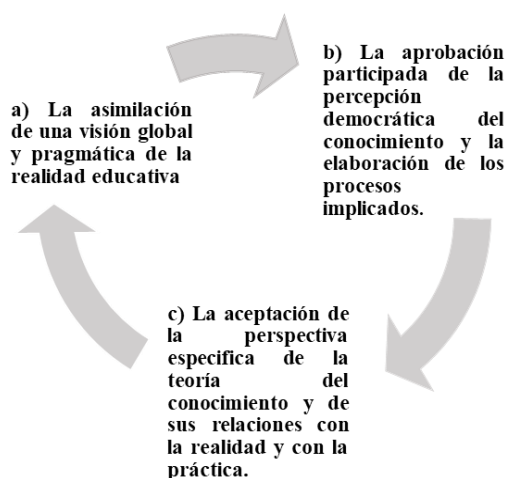 a) La asimilación
de una visión global
y pragmática de la
realidad educativa
b) La aprobación
participada de la
percepción
democrática del
conocimiento y la
elaboración de los
procesos
implicados.
c) La aceptación de
la perspectiva
especifica de la
teoría del
conocimiento y de
sus relaciones con
la realidad y con la
práctica.